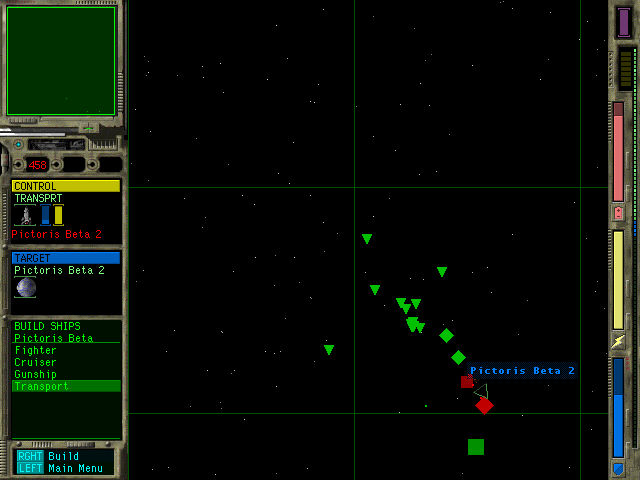 458
CONTROL
TRANSPRT
Pictoris Beta 2
TARGET
Pictoris Beta 2
BUILD SHIPS
Pictoris Beta
Fighter
Cruiser
Gunship
Transport
RGHT Build
LEFT Main Menu
Pictoris Beta 2